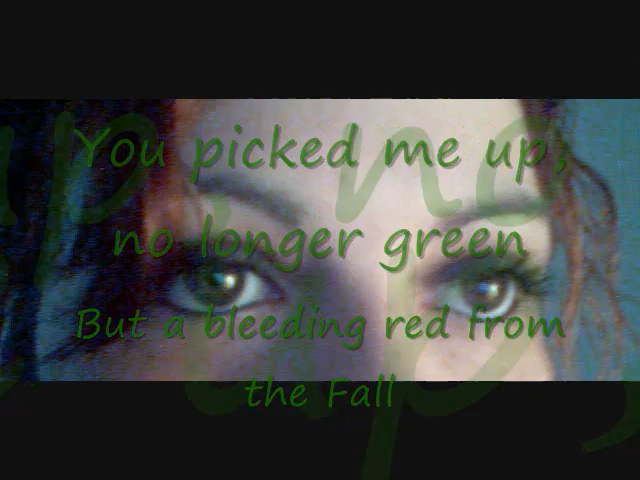 You picked me up,
no longer green
But a bleeding red from
the Fall